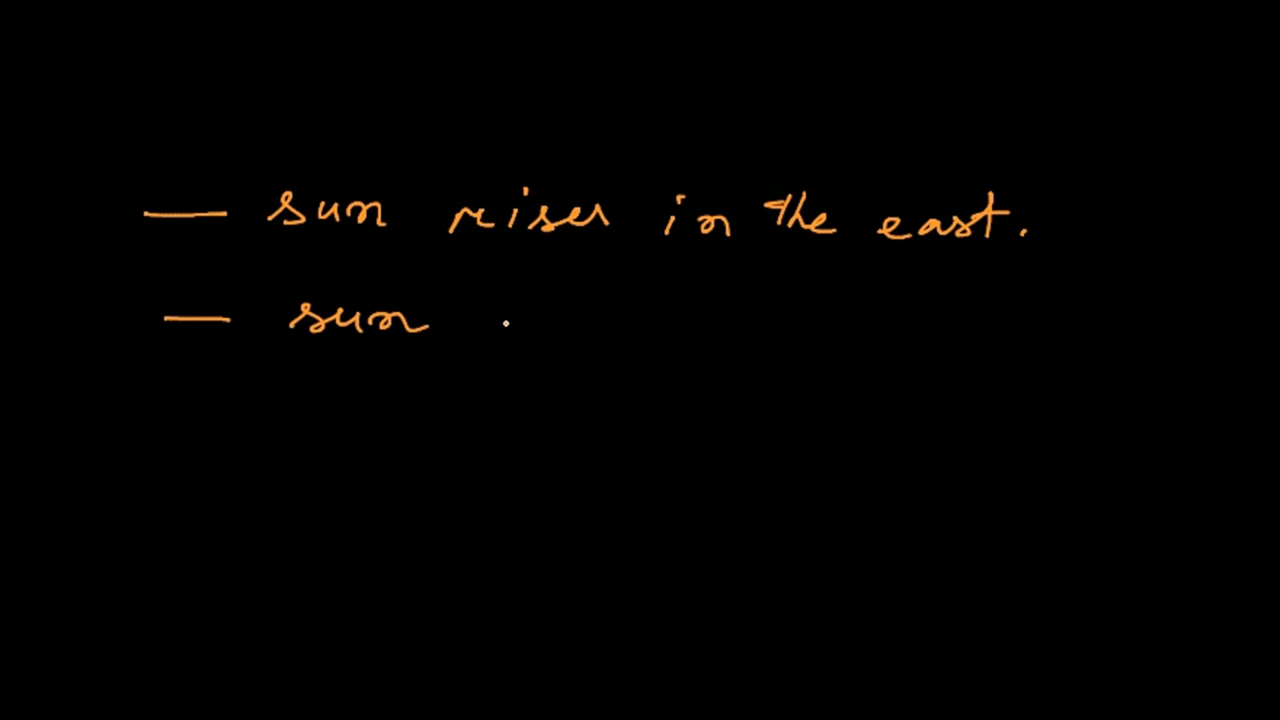 — sun rises in the east.
— sun